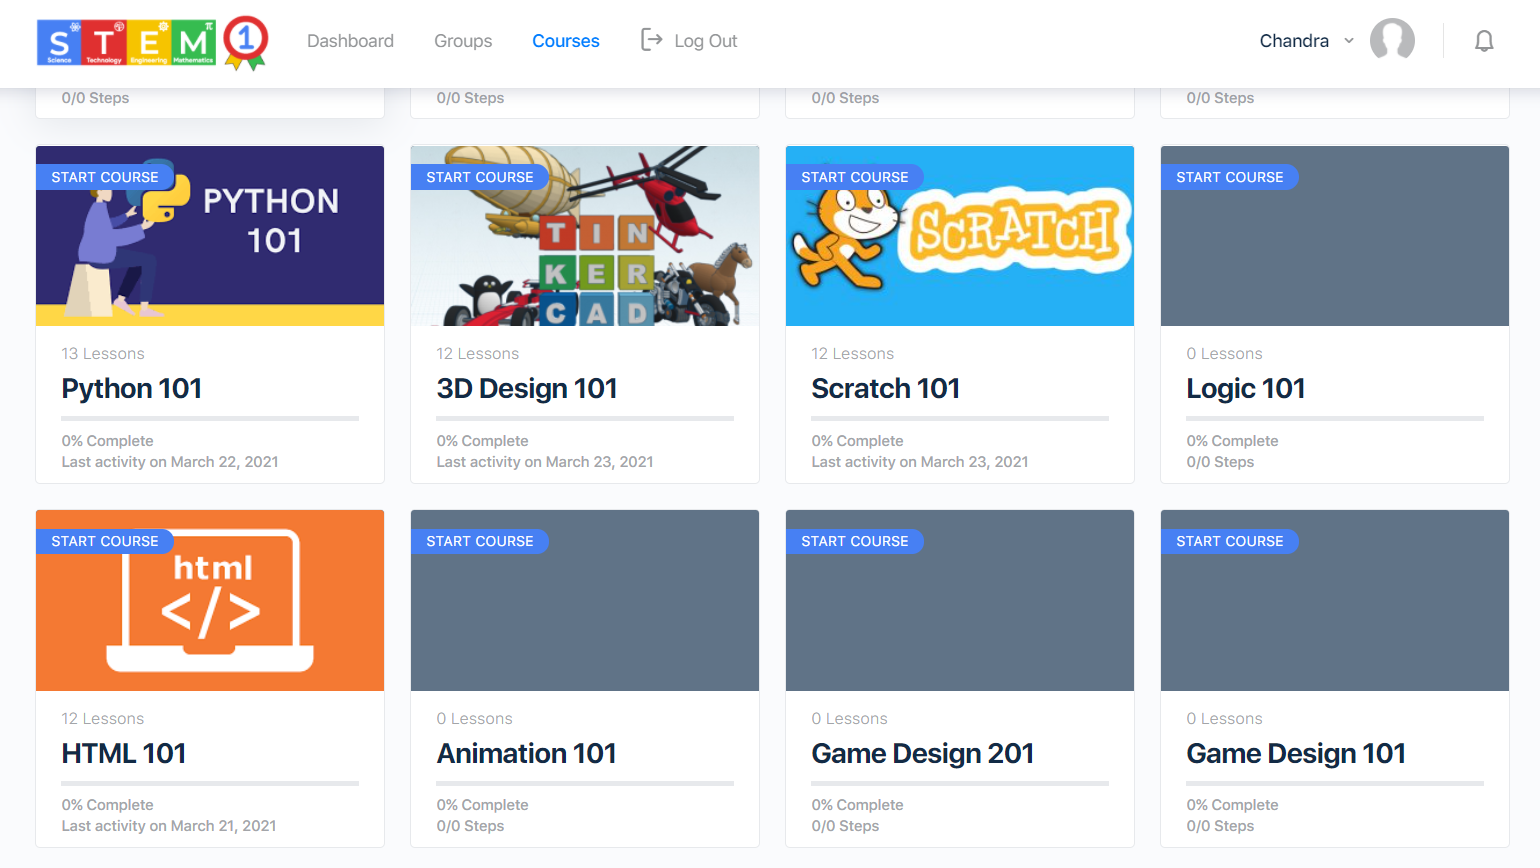 S T E M 1
Science Technology Engineering Mathematics
Dashboard
Groups
Courses
Log Out
Chandra
0/0 Steps
0/0 Steps
0/0 Steps
0/0 Steps
START COURSE
PYTHON
101
13 Lessons
Python 101
0% Complete
Last activity on March 22, 2021
START COURSE
TIN
KER
CAD
12 Lessons
3D Design 101
0% Complete
Last activity on March 23, 2021
START COURSE
SCRATCH
12 Lessons
Scratch 101
0% Complete
Last activity on March 23, 2021
START COURSE
0 Lessons
Logic 101
0% Complete
0/0 Steps
START COURSE
html
</>
12 Lessons
HTML 101
0% Complete
Last activity on March 21, 2021
START COURSE
0 Lessons
Animation 101
0% Complete
0/0 Steps
START COURSE
0 Lessons
Game Design 201
0% Complete
0/0 Steps
START COURSE
0 Lessons
Game Design 101
0% Complete
0/0 Steps